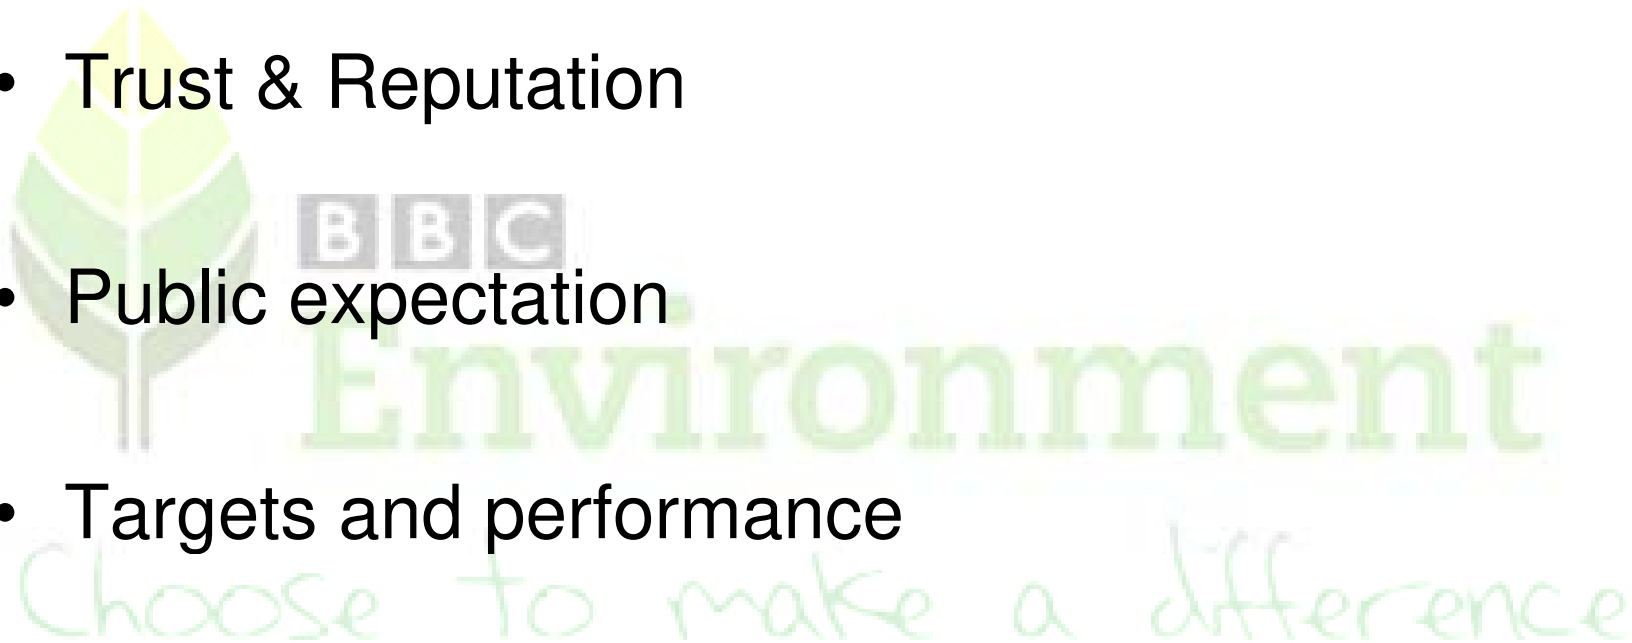 • Trust & Reputation
BBC
• Public expectation
Environment
• Targets and performance
Choose to make a difference